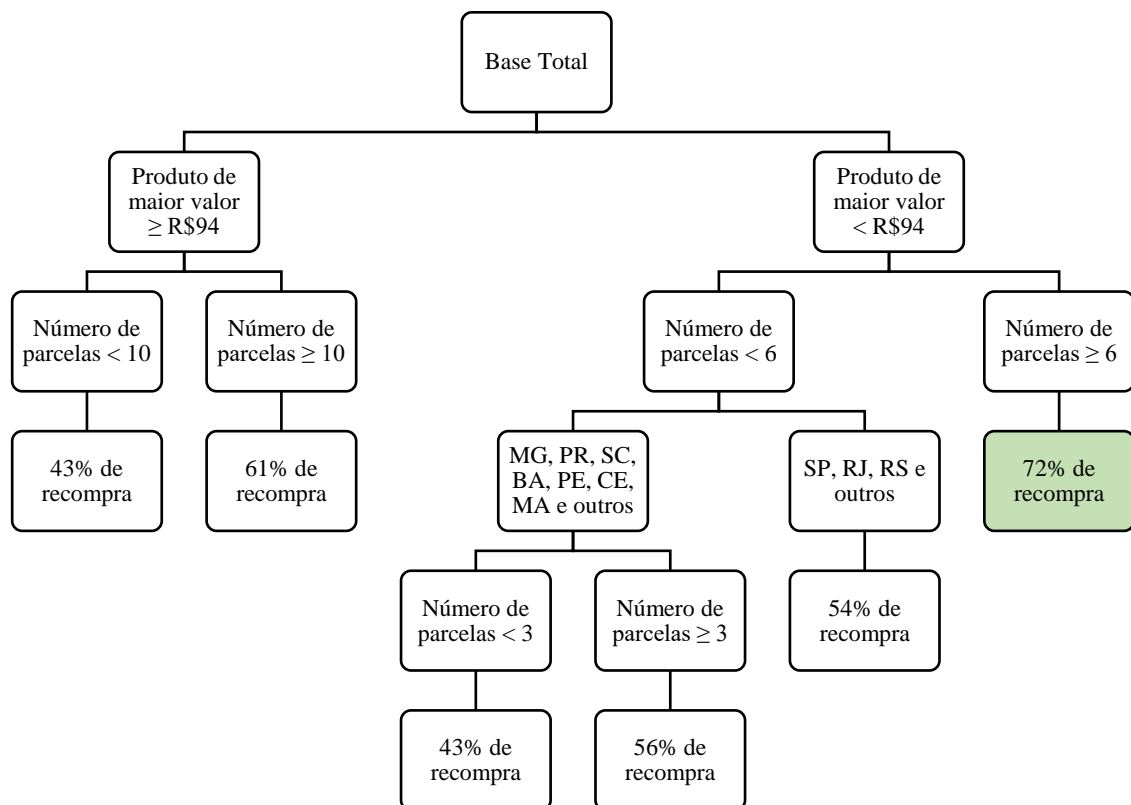 Base Total
Produto de
maior valor
≥ R$94
Produto de
maior valor
< R$94
Número de
parcelas < 10
Número de
parcelas ≥ 10
Número de
parcelas < 6
Número de
parcelas ≥ 6
43% de
recompra
61% de
recompra
MG, PR, SC,
BA, PE, CE,
MA e outros
SP, RJ, RS e
outros
72% de
recompra
Número de
parcelas < 3
Número de
parcelas ≥ 3
54% de
recompra
43% de
recompra
56% de
recompra